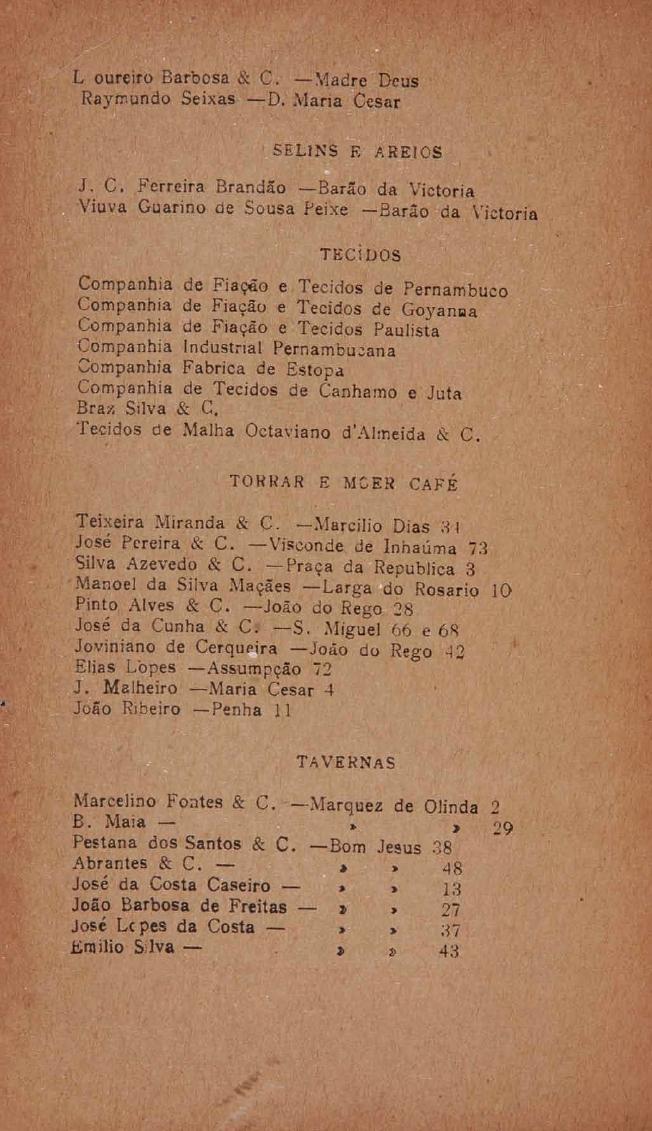 L oureiro Barbosa & C. —Madre Deus
Raymundo Seixas —D. Maria Cesar
SELINS E AREIOS
J. C. Ferreira Brandão —Barão da Victoria
Viuva Guarino de Sousa Peixe —Barão da Victoria
TECIDOS
Companhia de Fiação e Tecidos de Pernambuco
Companhia de Fiação e Tecidos de Goyanna
Companhia de Fiação e Tecidos Paulista
Companhia Industrial Pernambucana
Companhia Fabrica de Estopa
Companhia de Tecidos de Canhamo e Juta
Braz Silva & C.
Tecidos de Malha Octaviano d'Almeida & C.
TORRAR E MOER CAFÉ
Teixeira Miranda & C. —Marcilio Dias 34
José Pereira & C. —Visconde de Inhaúma 73
Silva Azevedo & C. —Praça da Republica 3
Manoel da Silva Maçães —Larga do Rosario 10
Pinto Alves & C. —João do Rego 28
José da Cunha & C. —S. Miguel 66 e 68
Joviniano de Cerqueira —João do Rego 42
Elias Lopes —Assumpção 72
J. Malheiro —Maria Cesar 4
João Ribeiro —Penha 11
TAVERNAS
Marcelino Fontes & C. —Marquez de Olinda 2
B. Maia — » » 29
Pestana dos Santos & C. —Bom Jesus 38
Abrantes & C. — » » 48
José da Costa Caseiro — » » 13
João Barbosa de Freitas — » » 27
José Lopes da Costa — » » 37
Emilio Silva — » » 43